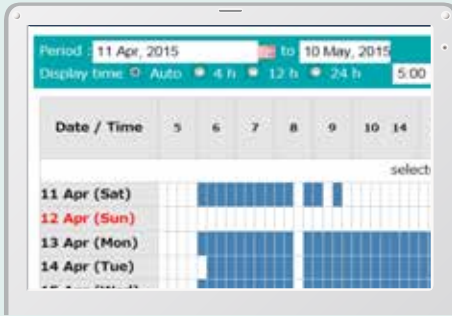 Period : 11 Apr, 2015 to 10 May, 2015
Display time Auto 4 h 12 h 24 h 5:00
Date / Time 5 6 7 8 9 10 14
select
11 Apr (Sat)
12 Apr (Sun)
13 Apr (Mon)
14 Apr (Tue)